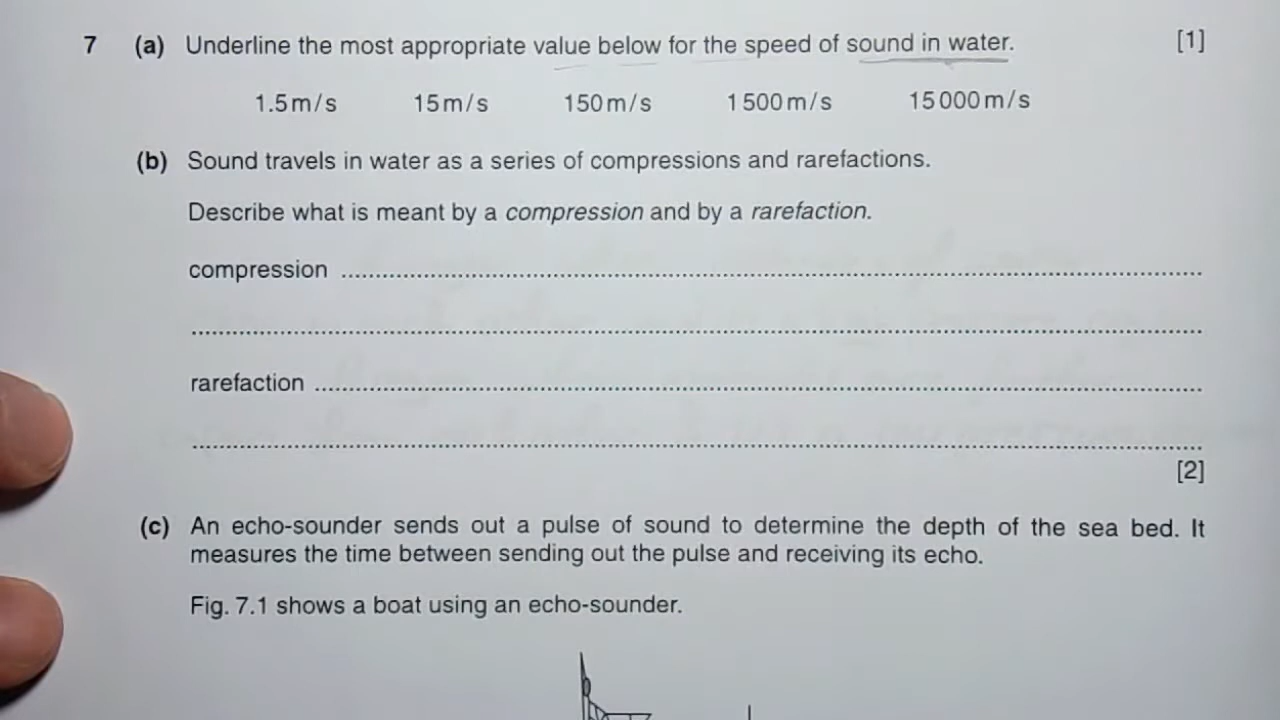 7 (a) Underline the most appropriate value below for the speed of sound in water. [1]
1.5 m/s 15 m/s 150 m/s 1 500 m/s 15 000 m/s
(b) Sound travels in water as a series of compressions and rarefactions.
Describe what is meant by a compression and by a rarefaction.
compression ..........................................................................................
..........................................................................................
rarefaction ..........................................................................................
..........................................................................................
[2]
(c) An echo-sounder sends out a pulse of sound to determine the depth of the sea bed. It
measures the time between sending out the pulse and receiving its echo.
Fig. 7.1 shows a boat using an echo-sounder.